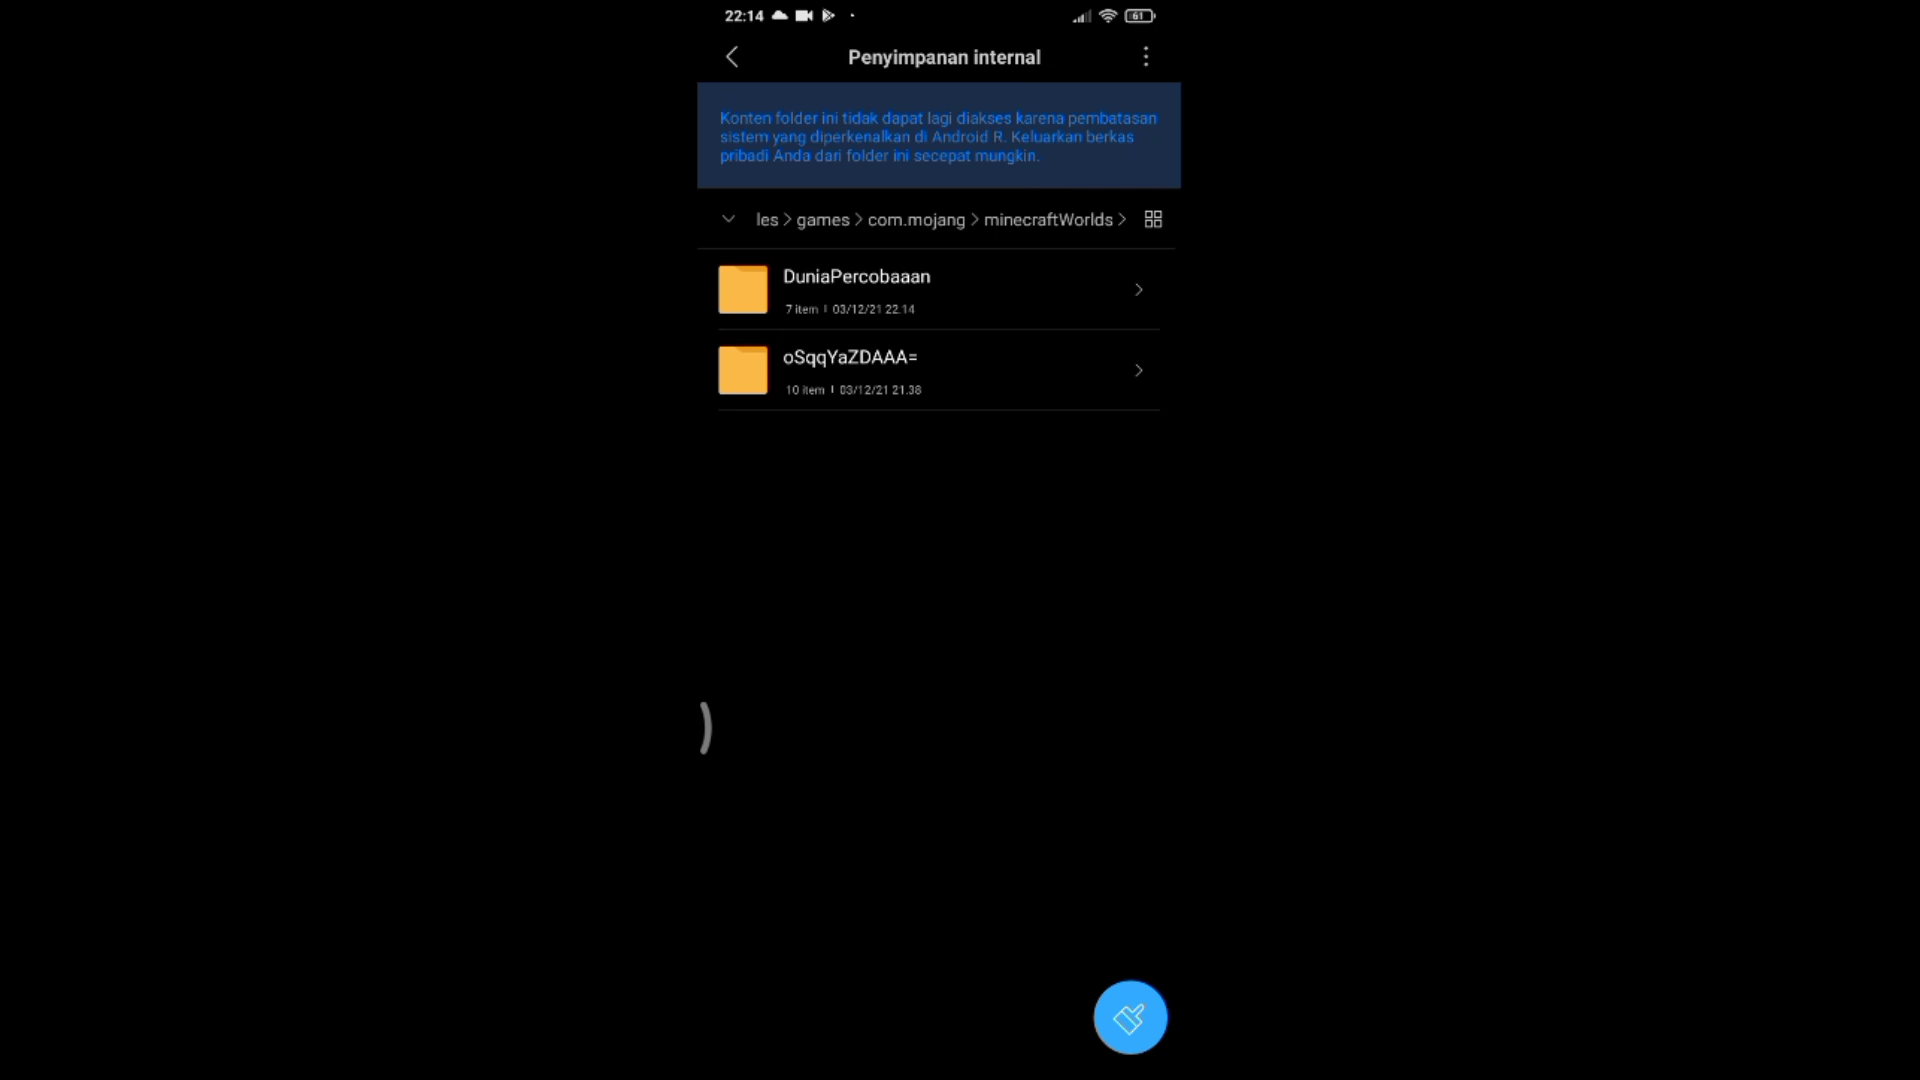 22:14
61
Penyimpanan internal
Konten folder ini tidak dapat lagi diakses karena pembatasan
sistem yang diperkenalkan di Android R. Keluarkan berkas
pribadi Anda dari folder ini secepat mungkin.
les > games > com.mojang > minecraftWorlds >
DuniaPercobaaan
7 item | 03/12/21 22.14
oSqqYaZDAAA=
10 item | 03/12/21 21.38